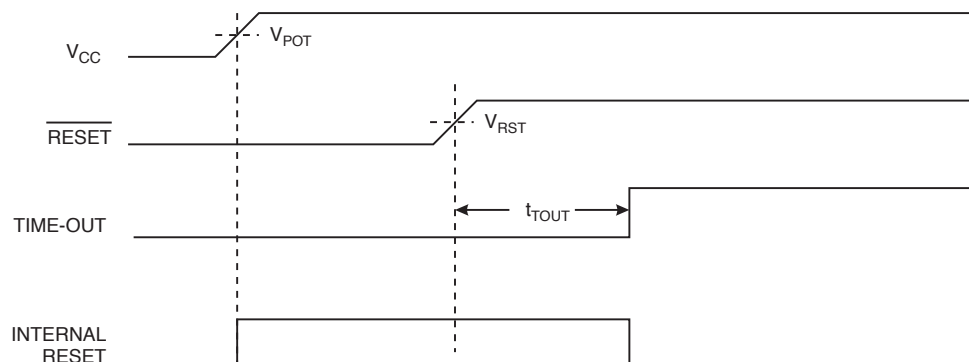 V_POT
V_CC
V_RST
RESET
t_TOUT
TIME-OUT
INTERNAL
RESET